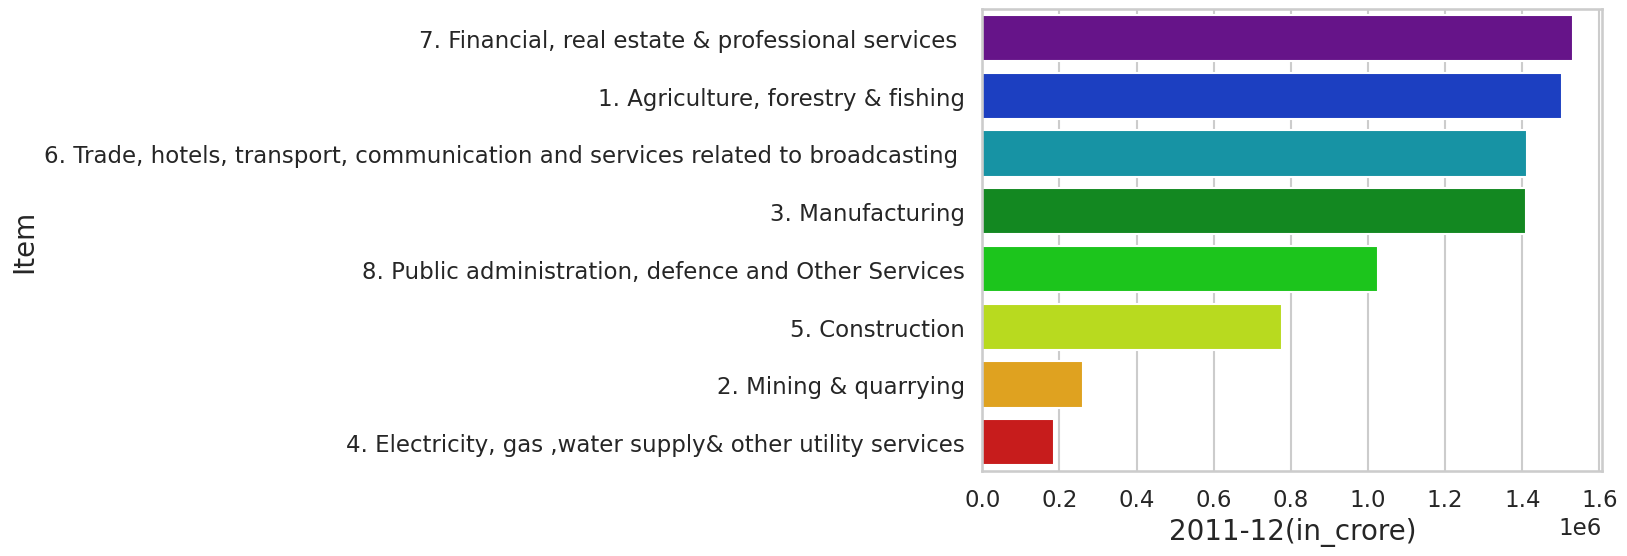 7. Financial, real estate & professional services
1. Agriculture, forestry & fishing
6. Trade, hotels, transport, communication and services related to broadcasting
3. Manufacturing
8. Public administration, defence and Other Services
5. Construction
2. Mining & quarrying
4. Electricity, gas ,water supply& other utility services
Item
0.0 0.2 0.4 0.6 0.8 1.0 1.2 1.4 1.6
1e6
2011-12(in_crore)